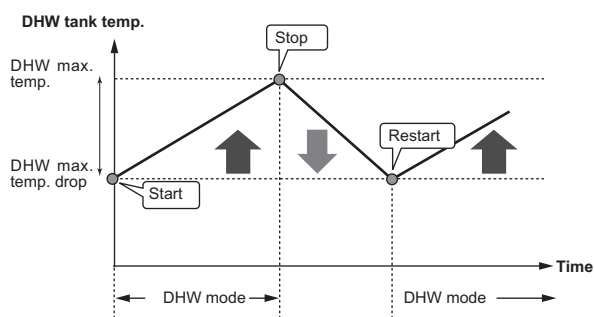 DHW tank temp.
Stop
DHW max.
temp.
Restart
DHW max.
temp. drop
Start
Time
DHW mode
DHW mode